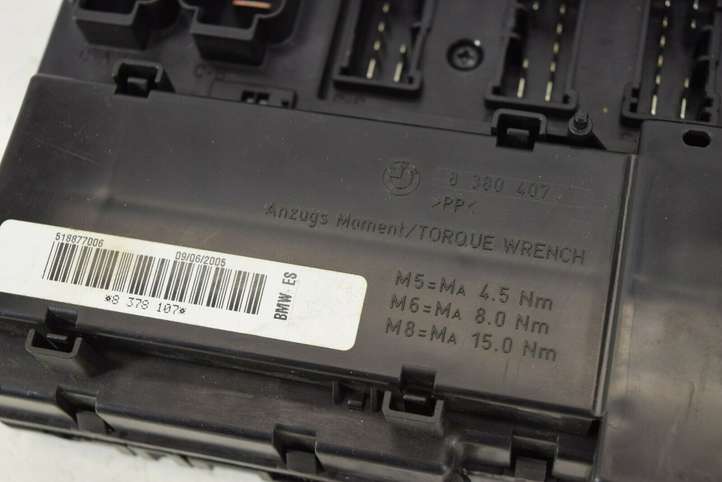 8 380 407
>PP<
Anzugs Moment/TORQUE WRENCH
M5=MA 4.5 Nm
M6=MA 8.0 Nm
M8=MA 15.0 Nm
518877006
09/06/2005
*8 378 107*
BMW- ES